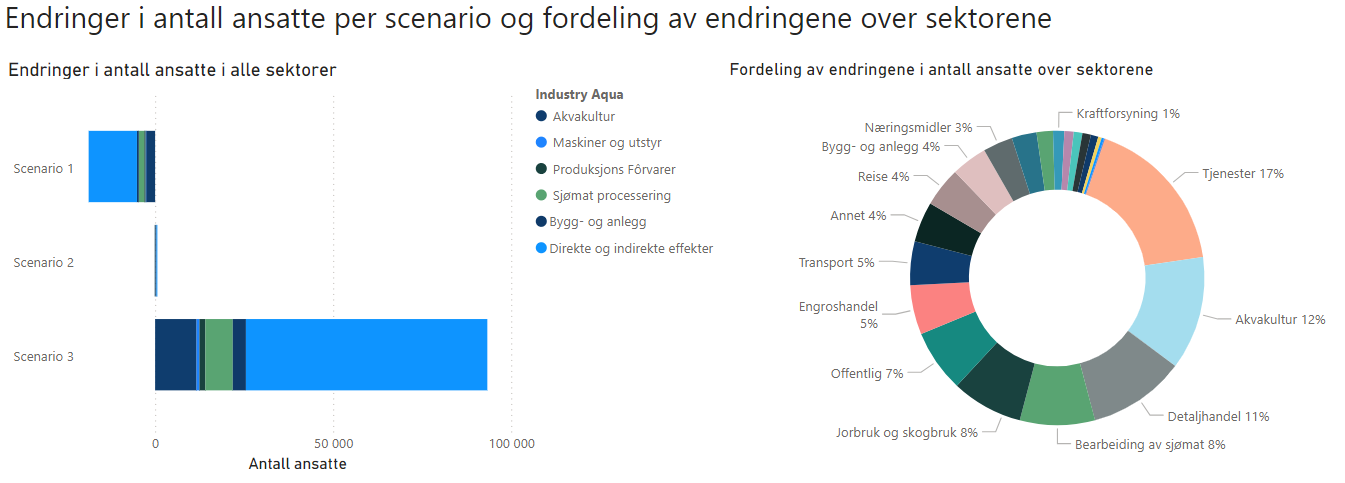 Endringer i antall ansatte per scenario og fordeling av endringene over sektorene
Endringer i antall ansatte i alle sektorer
Scenario 1
Scenario 2
Scenario 3
0
50 000
100 000
Antall ansatte
Industry Aqua
Akvakultur
Maskiner og utstyr
Produksjons Fôrvarer
Sjømat processering
Bygg- og anlegg
Direkte og indirekte effekter
Fordeling av endringene i antall ansatte over sektorene
Kraftforsyning 1%
Tjenester 17%
Akvakultur 12%
Detaljhandel 11%
Bearbeiding av sjømat 8%
Jorbruk og skogbruk 8%
Offentlig 7%
Engroshandel
5%
Transport 5%
Annet 4%
Reise 4%
Bygg- og anlegg 4%
Næringsmidler 3%